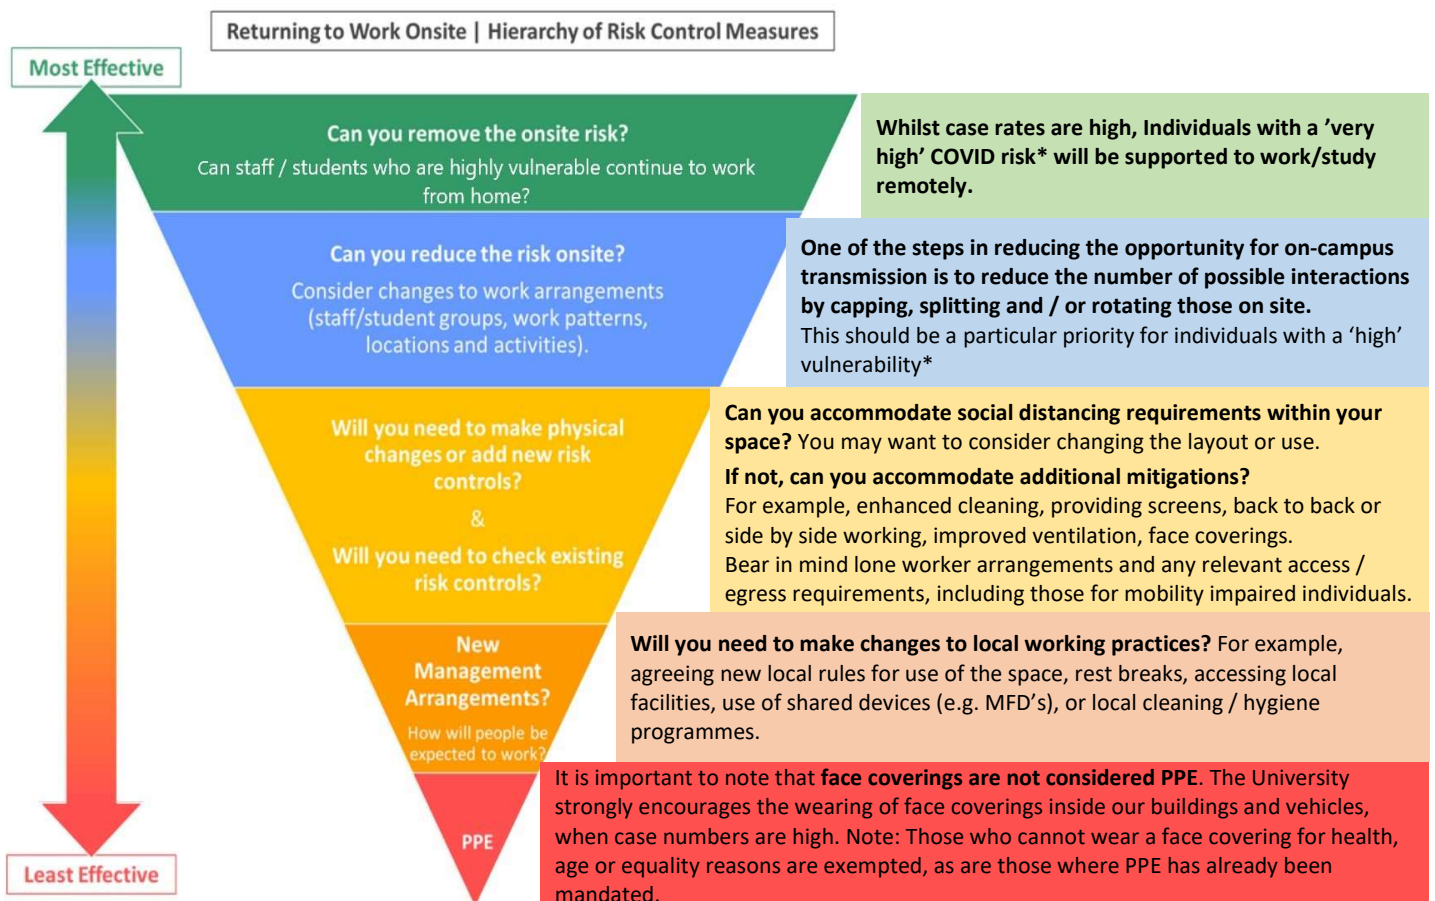 Returning to Work Onsite | Hierarchy of Risk Control Measures
Most Effective
Can you remove the onsite risk?
Can staff / students who are highly vulnerable continue to work
from home?
Whilst case rates are high, Individuals with a ’very
high’ COVID risk* will be supported to work/study
remotely.
Can you reduce the risk onsite?
Consider changes to work arrangements
(staff/student groups, work patterns,
locations and activities).
One of the steps in reducing the opportunity for on-campus
transmission is to reduce the number of possible interactions
by capping, splitting and / or rotating those on site.
This should be a particular priority for individuals with a ‘high’
vulnerability*
Will you need to make physical
changes or add new risk
controls?
&
Will you need to check existing
risk controls?
Can you accommodate social distancing requirements within your
space? You may want to consider changing the layout or use.
If not, can you accommodate additional mitigations?
For example, enhanced cleaning, providing screens, back to back or
side by side working, improved ventilation, face coverings.
Bear in mind lone worker arrangements and any relevant access /
egress requirements, including those for mobility impaired individuals.
New
Management
Arrangements?
How will people be
expected to work?
Will you need to make changes to local working practices? For example,
agreeing new local rules for use of the space, rest breaks, accessing local
facilities, use of shared devices (e.g. MFD’s), or local cleaning / hygiene
programmes.
PPE
It is important to note that face coverings are not considered PPE. The University
strongly encourages the wearing of face coverings inside our buildings and vehicles,
when case numbers are high. Note: Those who cannot wear a face covering for health,
age or equality reasons are exempted, as are those where PPE has already been
mandated.
Least Effective